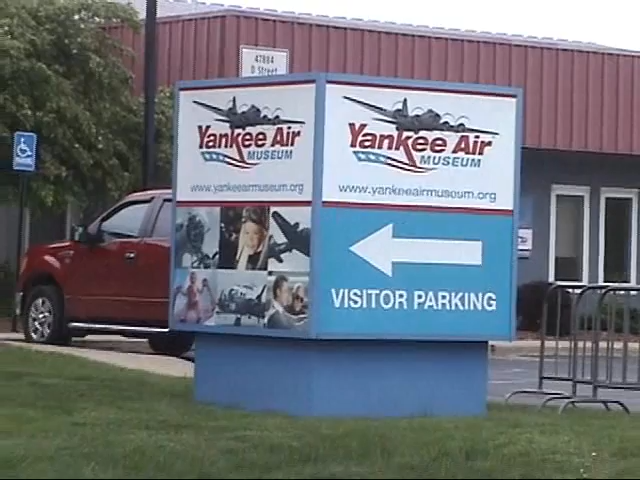 47884
D Street
Yankee Air
MUSEUM
www.yankeeairmuseum.org
Yankee Air
MUSEUM
www.yankeeairmuseum.org
VISITOR PARKING